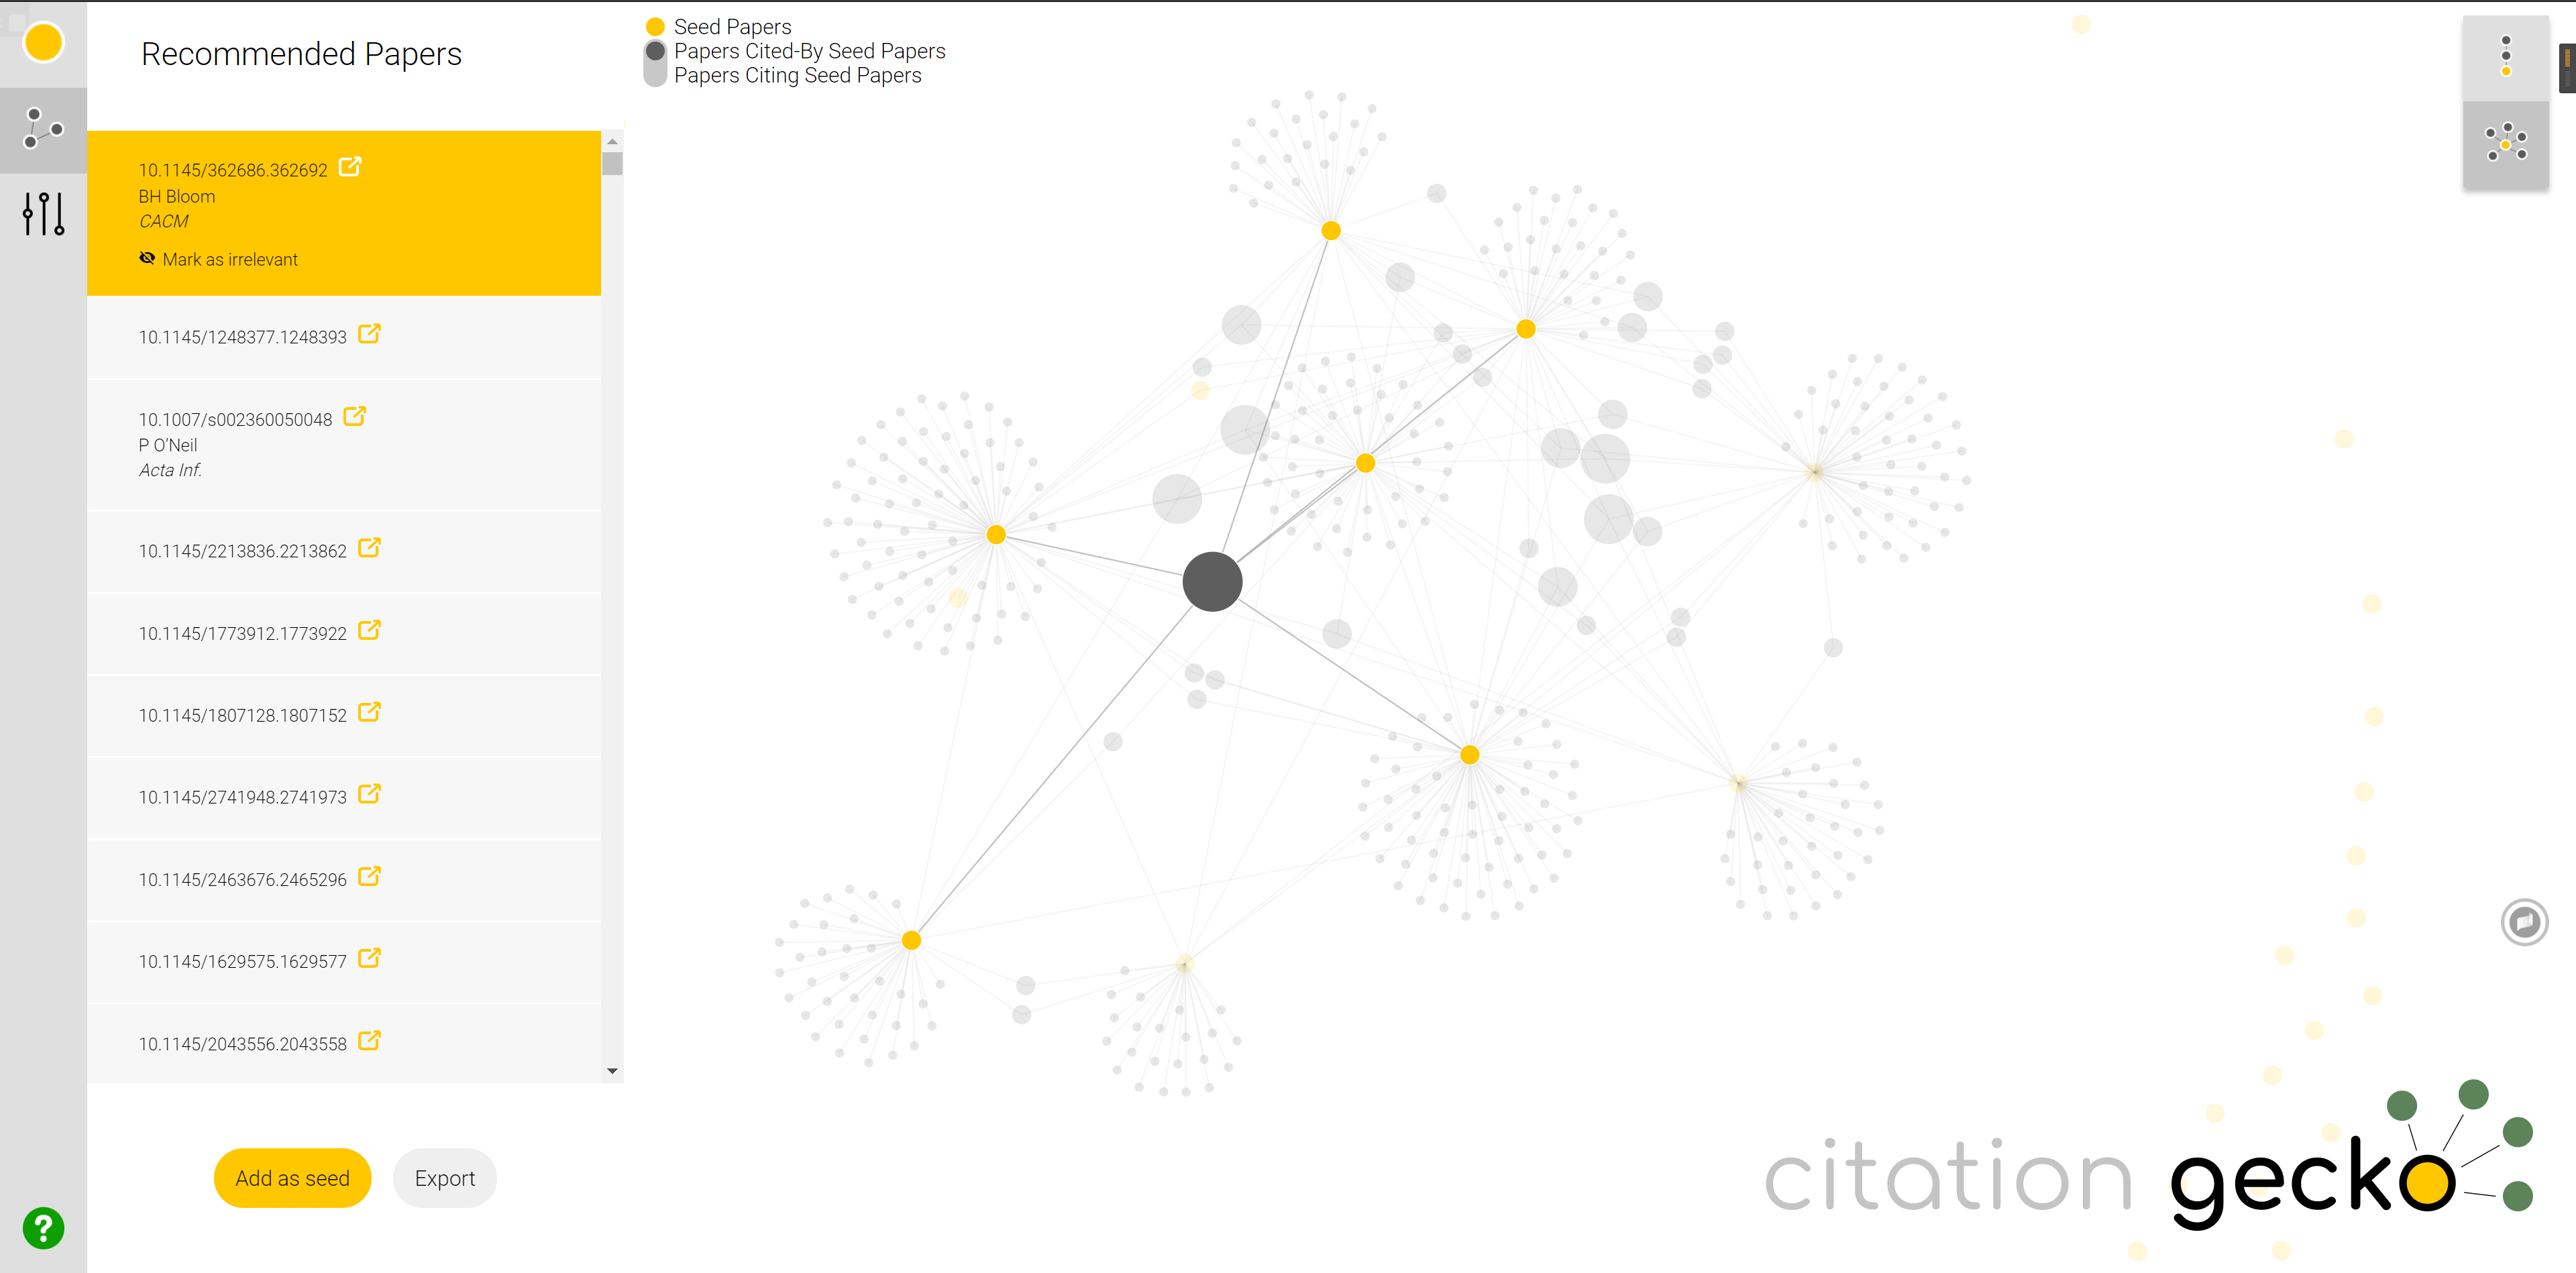 Recommended Papers
Seed Papers
Papers Cited-By Seed Papers
Papers Citing Seed Papers
10.1145/362686.362692
BH Bloom
CACM
Mark as irrelevant
10.1145/1248377.1248393
10.1007/s002360050048
P O’Neil
Acta Inf.
10.1145/2213836.2213862
10.1145/1773912.1773922
10.1145/1807128.1807152
10.1145/2741948.2741973
10.1145/2463676.2465296
10.1145/1629575.1629577
10.1145/2043556.2043558
Add as seed
Export
?
citation gecko